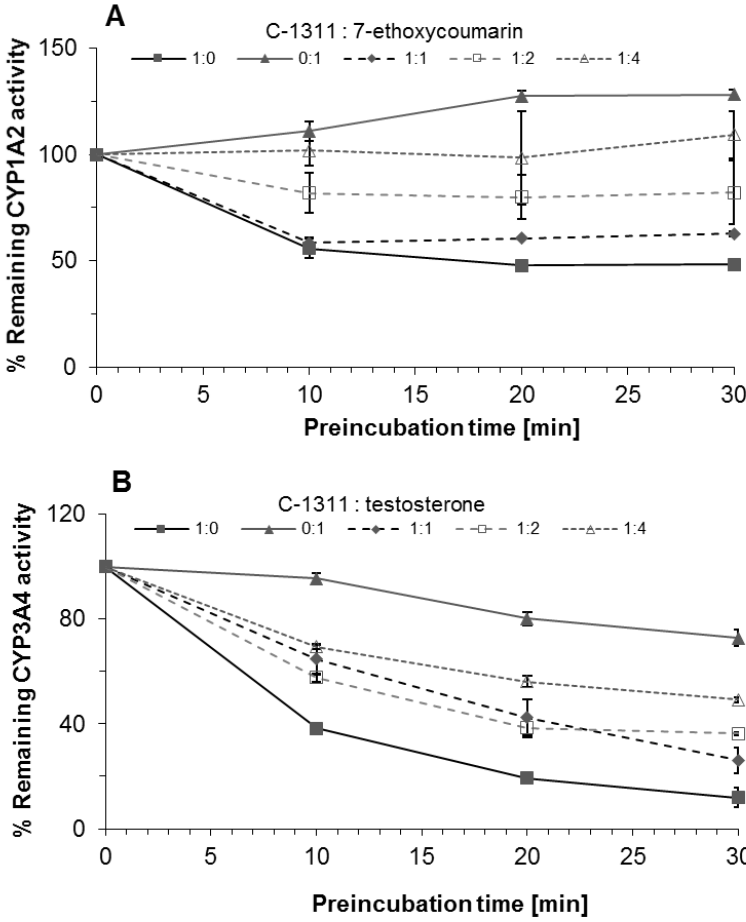 A
C-1311 : 7-ethoxycoumarin
1:0 0:1 1:1 1:2 1:4
% Remaining CYP1A2 activity
150
100
50
0
0 5 10 15 20 25 30
Preincubation time [min]
B
C-1311 : testosterone
1:0 0:1 1:1 1:2 1:4
% Remaining CYP3A4 activity
120
80
40
0
0 5 10 15 20 25 30
Preincubation time [min]